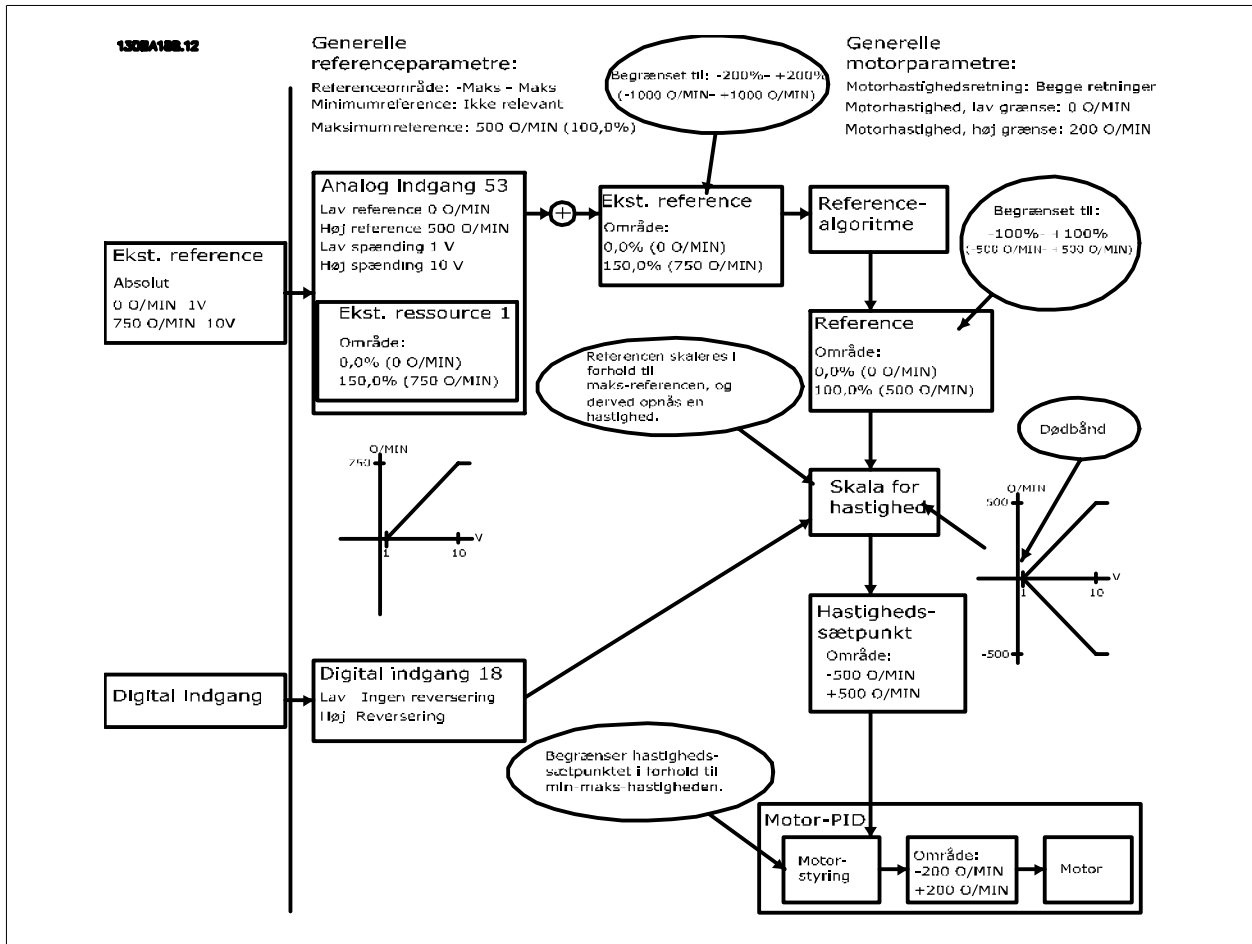 130BA188.12
Generelle
referenceparametre:
Referenceområde: -Maks – Maks
Minimumreference: Ikke relevant
Maksimumreference: 500 O/MIN (100,0%)
Begrænset til: -200%- +200%
(-1000 O/MIN- +1000 O/MIN)
Generelle
motorparametre:
Motorhastighedsretning: Begge retninger
Motorhastighed, lav grænse: 0 O/MIN
Motorhastighed, høj grænse: 200 O/MIN
Ekst. reference
Absolut
0 O/MIN 1V
750 O/MIN 10V
Analog indgang 53
Lav reference 0 O/MIN
Høj reference 500 O/MIN
Lav spænding 1 V
Høj spænding 10 V
Ekst. ressource 1
Område:
0,0% (0 O/MIN)
150,0% (750 O/MIN)
+
Ekst. reference
Område:
0,0% (0 O/MIN)
150,0% (750 O/MIN)
Reference-
algoritme
Begrænset til:
-100%- +100%
(-500 O/MIN- +500 O/MIN)
Reference
Område:
0,0% (0 O/MIN)
100,0% (500 O/MIN)
Referencen skaleres i
forhold til
maks-referencen, og
derved opnås en
hastighed.
Dødbånd
O/MIN
750
1
10
V
Skala for
hastighed
O/MIN
500
1
10
V
-500
Hastigheds-
sætpunkt
Område:
-500 O/MIN
+500 O/MIN
Digital indgang
Digital indgang 18
Lav Ingen reversering
Høj Reversering
Begrænser hastigheds-
sætpunktet i forhold til
min-maks-hastigheden.
Motor-PID
Motor-
styring
Område:
-200 O/MIN
+200 O/MIN
Motor